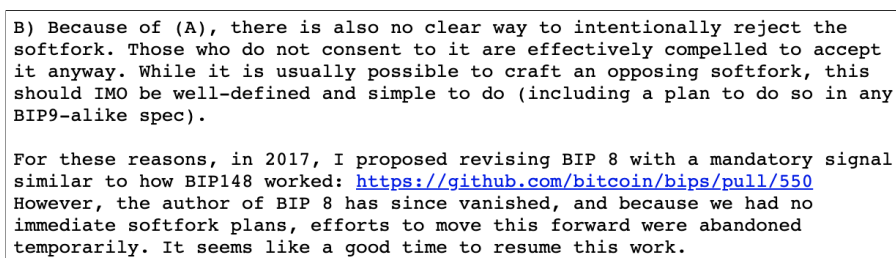 B) Because of (A), there is also no clear way to intentionally reject the
softfork. Those who do not consent to it are effectively compelled to accept
it anyway. While it is usually possible to craft an opposing softfork, this
should IMO be well-defined and simple to do (including a plan to do so in any
BIP9-alike spec).
For these reasons, in 2017, I proposed revising BIP 8 with a mandatory signal
similar to how BIP148 worked: https://github.com/bitcoin/bips/pull/550
However, the author of BIP 8 has since vanished, and because we had no
immediate softfork plans, efforts to move this forward were abandoned
temporarily. It seems like a good time to resume this work.